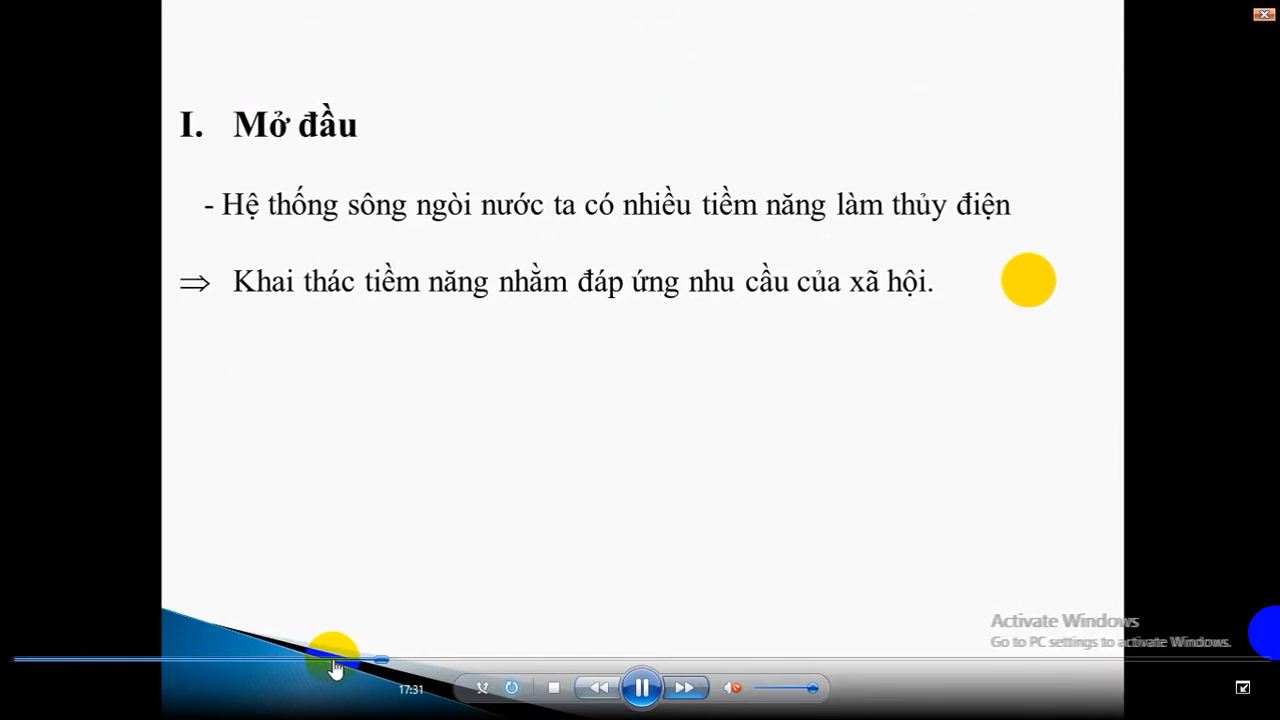 I. Mở đầu
- Hệ thống sông ngòi nước ta có nhiều tiềm năng làm thủy điện
⇒ Khai thác tiềm năng nhằm đáp ứng nhu cầu của xã hội.
Activate Windows
Go to PC settings to activate Windows.
17:31